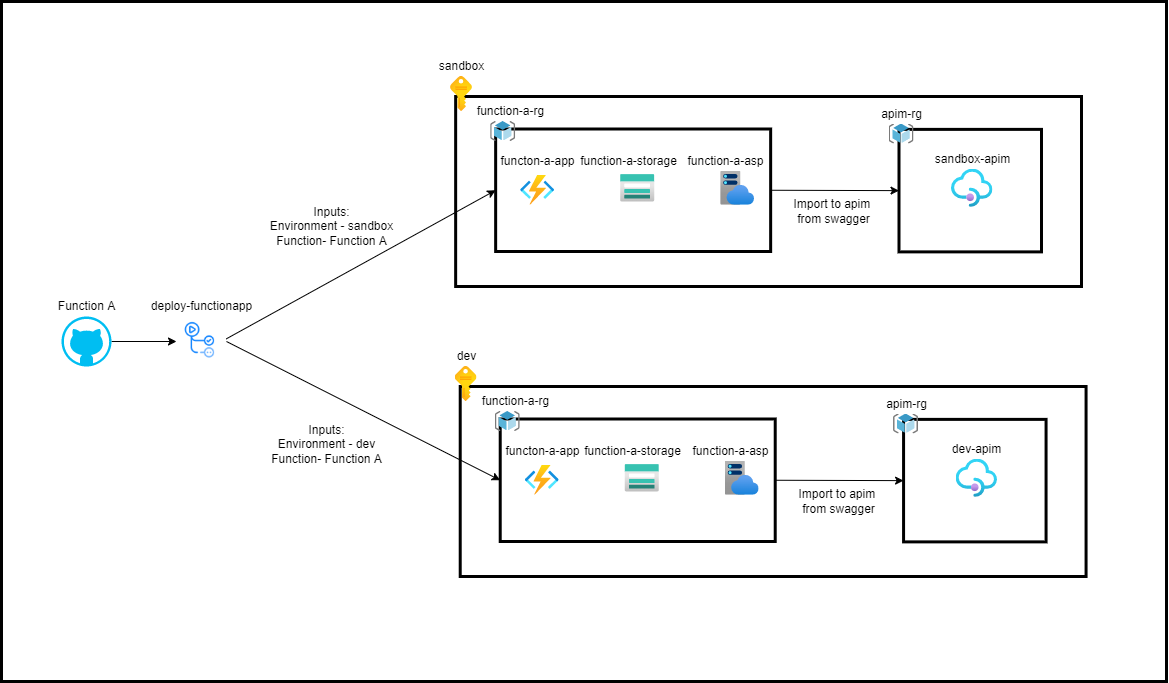 sandbox
function-a-rg
apim-rg
functon-a-app
function-a-storage
function-a-asp
sandbox-apim
Import to apim
from swagger
Inputs:
Environment - sandbox
Function- Function A
Function A
deploy-functionapp
dev
function-a-rg
apim-rg
functon-a-app
function-a-storage
function-a-asp
dev-apim
Import to apim
from swagger
Inputs:
Environment - dev
Function- Function A